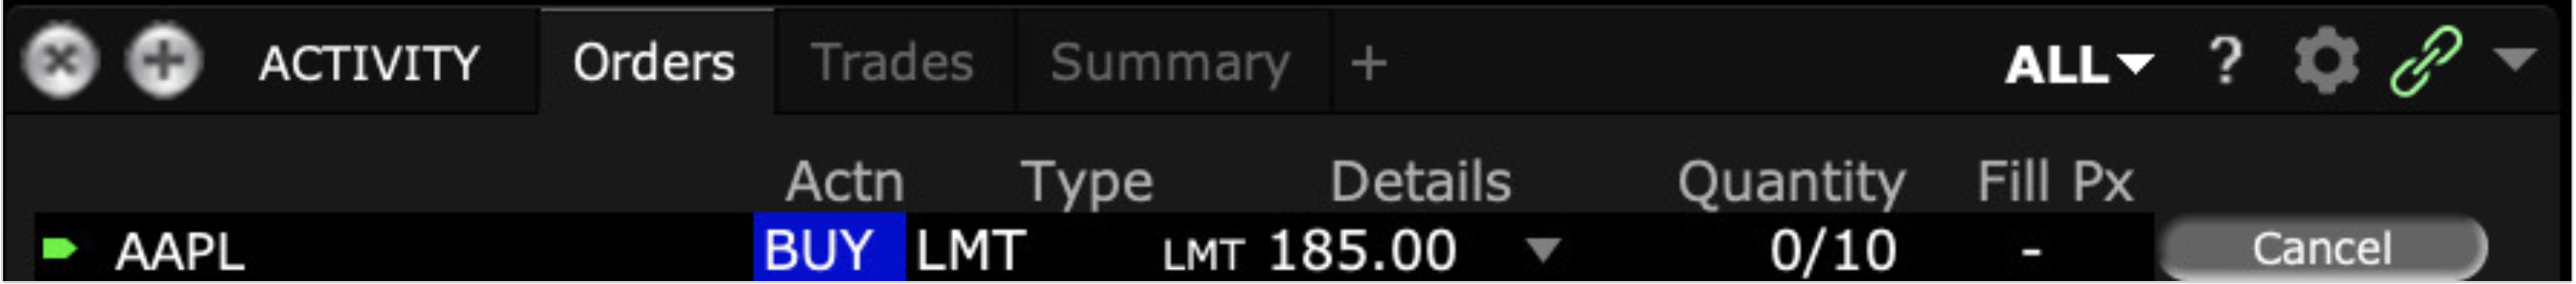 ACTIVITY Orders Trades Summary + ALL ?
Actn Type Details Quantity Fill Px
AAPL BUY LMT LMT 185.00 0/10 - Cancel